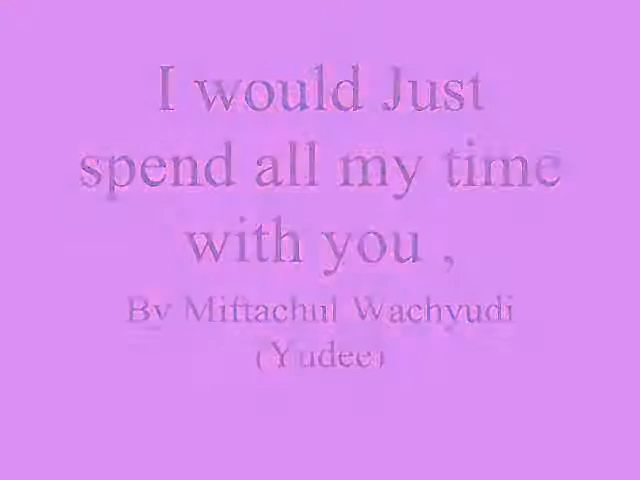 I would Just
spend all my time
with you ,
By Miftachul Wachyudi
(Yudee)